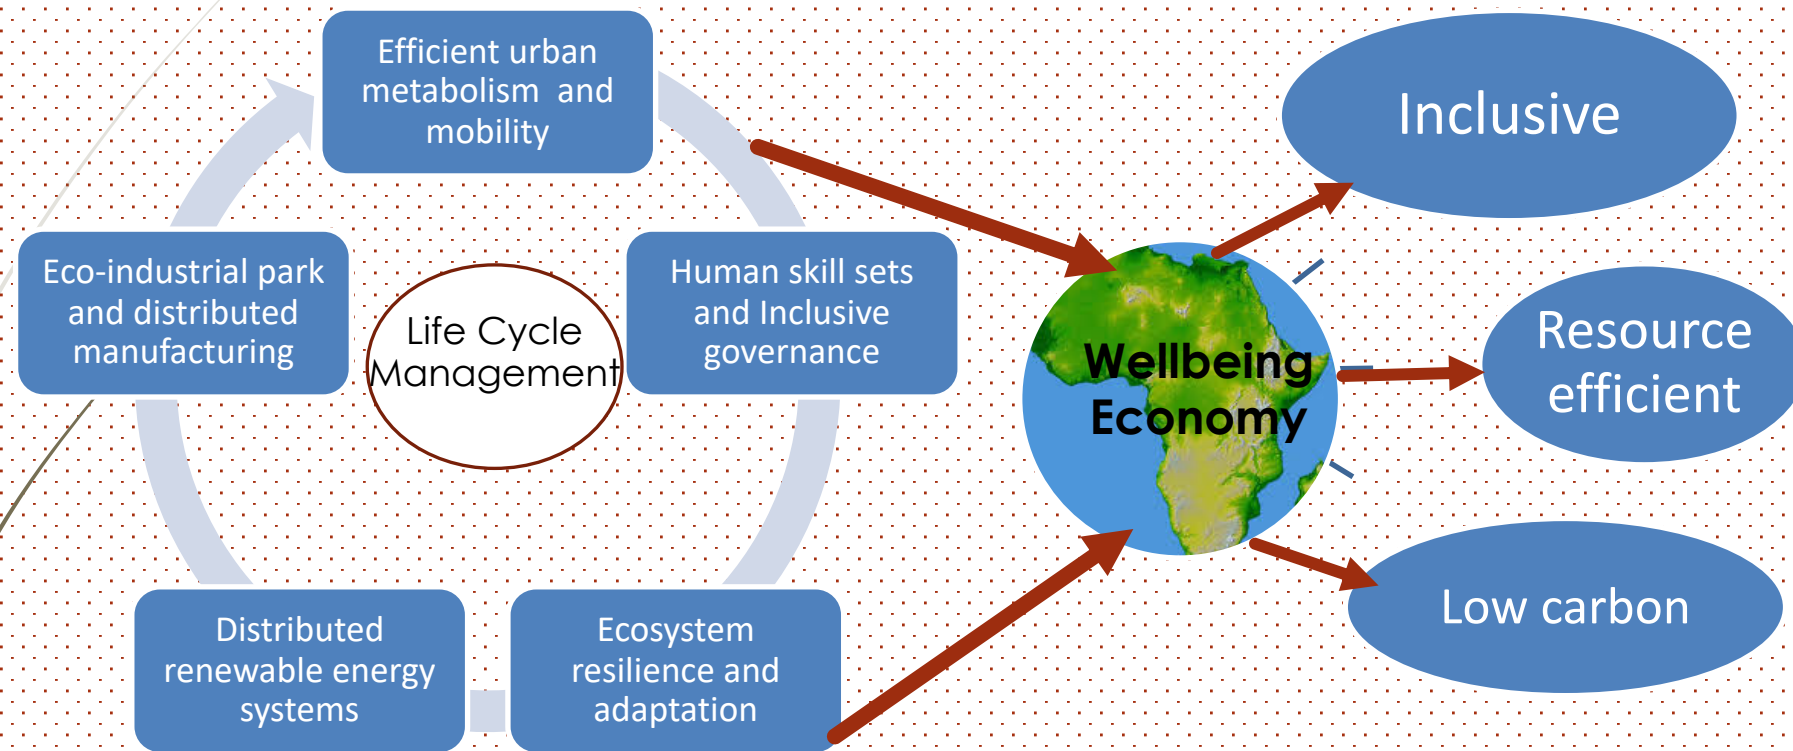 Efficient urban
metabolism and
mobility
Human skill sets
and Inclusive
governance
Ecosystem
resilience and
adaptation
Distributed
renewable energy
systems
Eco-industrial park
and distributed
manufacturing
Life Cycle
Management
Wellbeing
Economy
Inclusive
Resource
efficient
Low carbon